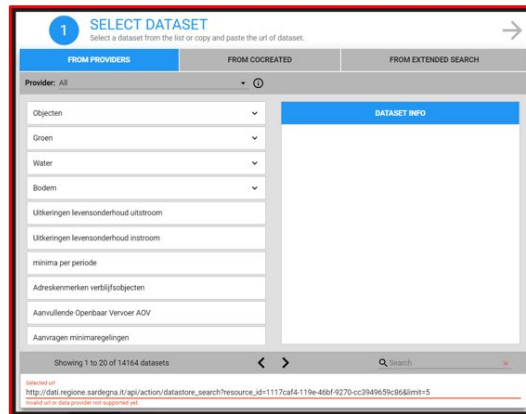 1
SELECT DATASET
Select a dataset from the list or copy and paste the url of dataset.
FROM PROVIDERS FROM COCREATED FROM EXTENDED SEARCH
Provider: All
Objecten
Groen
Water
Bodem
Uitkeringen levensonderhoud uitstroom
Uitkeringen levensonderhoud instroom
minima per periode
Adreskenmerken verblijfsobjecten
Aanvullende Openbaar Vervoer AOV
Aanvragen minimaregelingen
DATASET INFO
Showing 1 to 20 of 14164 datasets
Search
Selected url
http://dati.regione.sardegna.it/api/action/datastore_search?resource_id=1117caf4-119e-46bf-9270-cc3949659c86&limit=5
Invalid url or data provider not supported yet